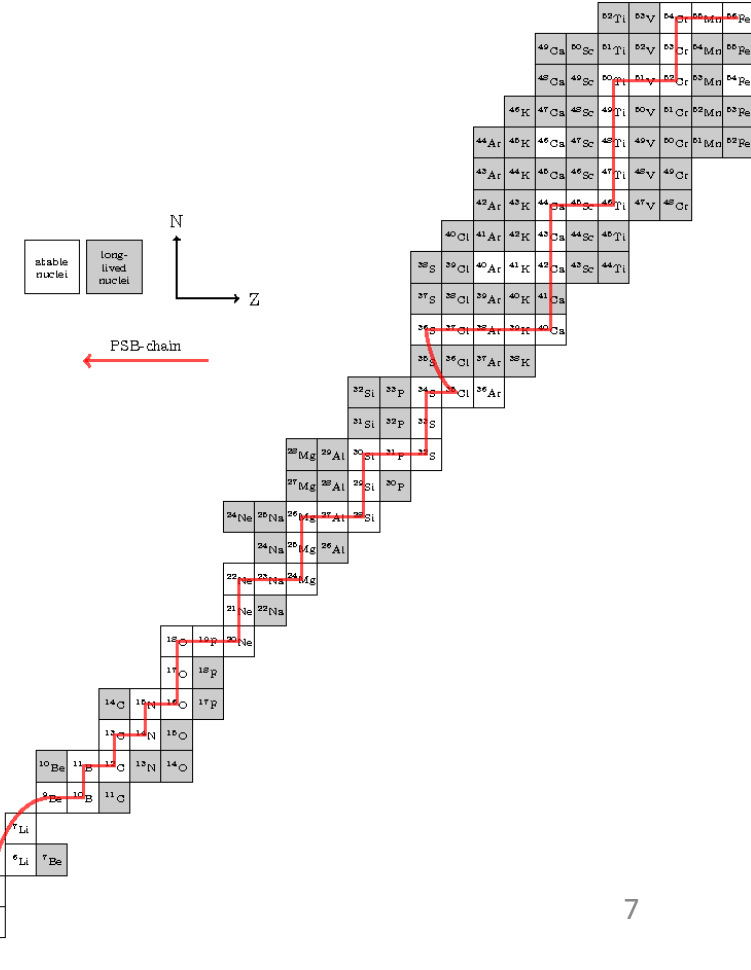 ⁵²Ti ⁵³V ⁵⁴Cr ⁵⁵Mn ⁵⁶Fe
⁴⁹Ca ⁵⁰Sc ⁵¹Ti ⁵²V ⁵³Cr ⁵⁴Mn ⁵⁵Fe
⁴⁸Ca ⁴⁹Sc ⁵⁰Ti ⁵¹V ⁵²Cr ⁵³Mn ⁵⁴Fe
⁴⁶K ⁴⁷Ca ⁴⁸Sc ⁴⁹Ti ⁵⁰V ⁵¹Cr ⁵²Mn ⁵³Fe
⁴⁴Ar ⁴⁵K ⁴⁶Ca ⁴⁷Sc ⁴⁸Ti ⁴⁹V ⁵⁰Cr ⁵¹Mn ⁵²Fe
⁴³Ar ⁴⁴K ⁴⁵Ca ⁴⁶Sc ⁴⁷Ti ⁴⁸V ⁴⁹Cr
⁴²Ar ⁴³K ⁴⁴Ca ⁴⁵Sc ⁴⁶Ti ⁴⁷V ⁴⁸Cr
N
⁴⁰Cl ⁴¹Ar ⁴²K ⁴³Ca ⁴⁴Sc ⁴⁵Ti
stable
nuclei
long-
lived
nuclei
³⁸S ³⁹Cl ⁴⁰Ar ⁴¹K ⁴²Ca ⁴³Sc ⁴⁴Ti
Z
³⁷S ³⁸Cl ³⁹Ar ⁴⁰K ⁴¹Ca
³⁶S ³⁷Cl ³⁸Ar ³⁹K ⁴⁰Ca
PSB-chain
³⁵S ³⁶Cl ³⁷Ar ³⁸K
³²Si ³³P ³⁴S ³⁵Cl ³⁶Ar
³¹Si ³²P ³³S
²⁸Mg ²⁹Al ³⁰Si ³¹P ³²S
²⁷Mg ²⁸Al ²⁹Si ³⁰P
²⁴Ne ²⁵Na ²⁶Mg ²⁷Al ²⁸Si
²⁴Na ²⁵Mg ²⁶Al
²²Ne ²³Na ²⁴Mg
²¹Ne ²²Na
¹⁸O ¹⁹F ²⁰Ne
¹⁷O ¹⁸F
¹⁴C ¹⁵N ¹⁶O ¹⁷F
¹³C ¹⁴N ¹⁵O
¹⁰Be ¹¹B ¹²C ¹³N ¹⁴O
⁹Be ¹⁰B ¹¹C
⁷Li
⁶Li ⁷Be
7